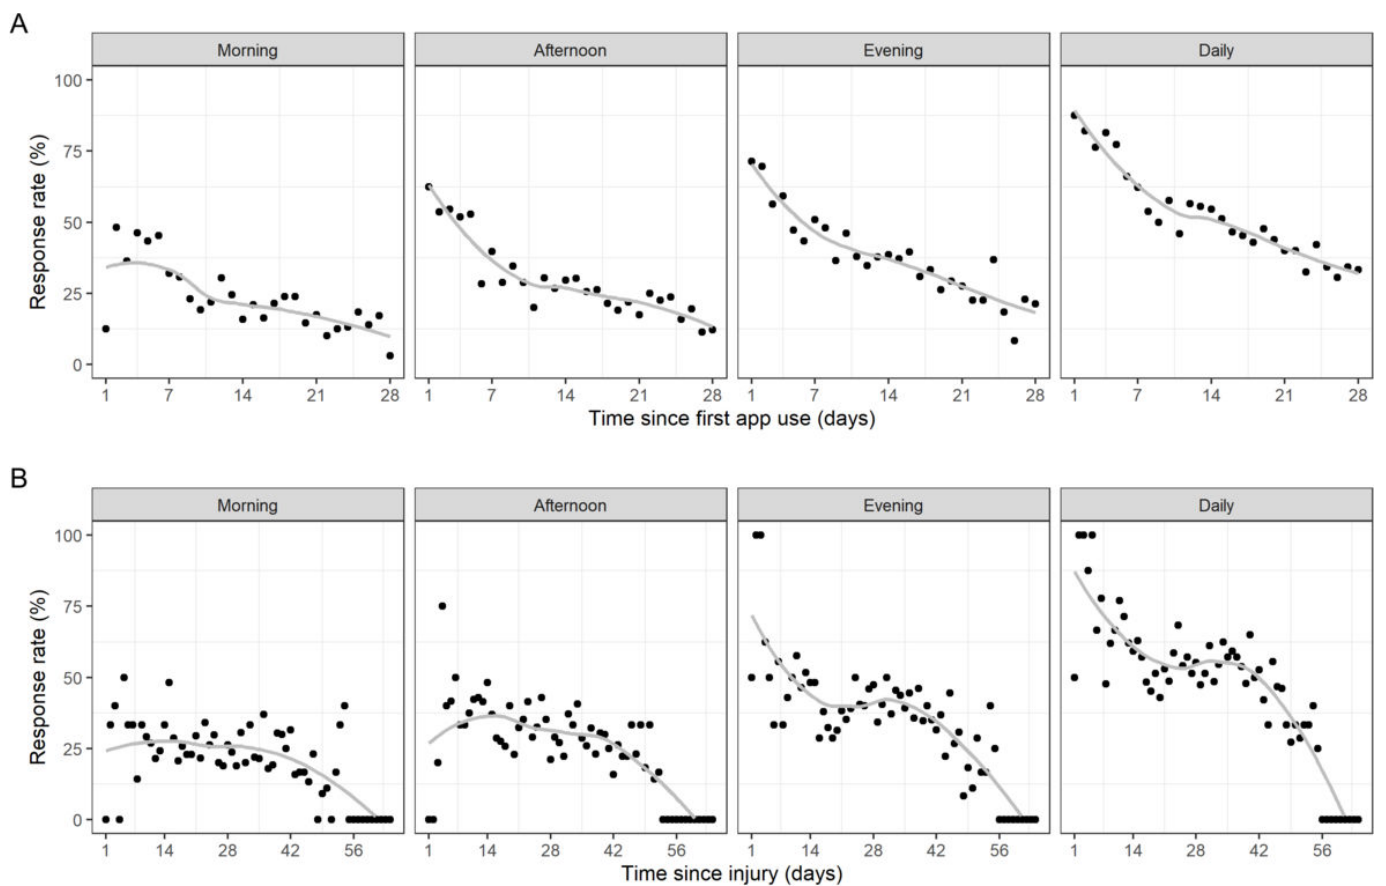 A
Morning Afternoon Evening Daily
Response rate (%)
100
75
50
25
0
1 7 14 21 28 1 7 14 21 28 1 7 14 21 28 1 7 14 21 28
Time since first app use (days)
B
Morning Afternoon Evening Daily
Response rate (%)
100
75
50
25
0
1 14 28 42 56 1 14 28 42 56 1 14 28 42 56 1 14 28 42 56
Time since injury (days)